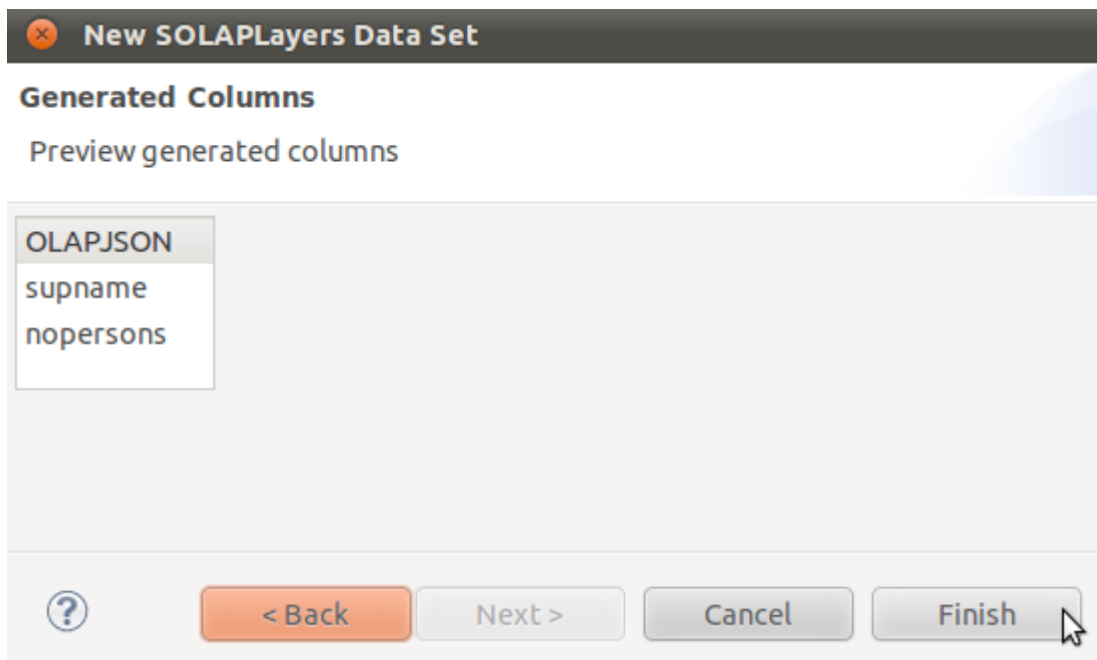 New SOLAPLayers Data Set
Generated Columns
Preview generated columns
OLAPJSON
supname
nopersons
? < Back Next > Cancel Finish